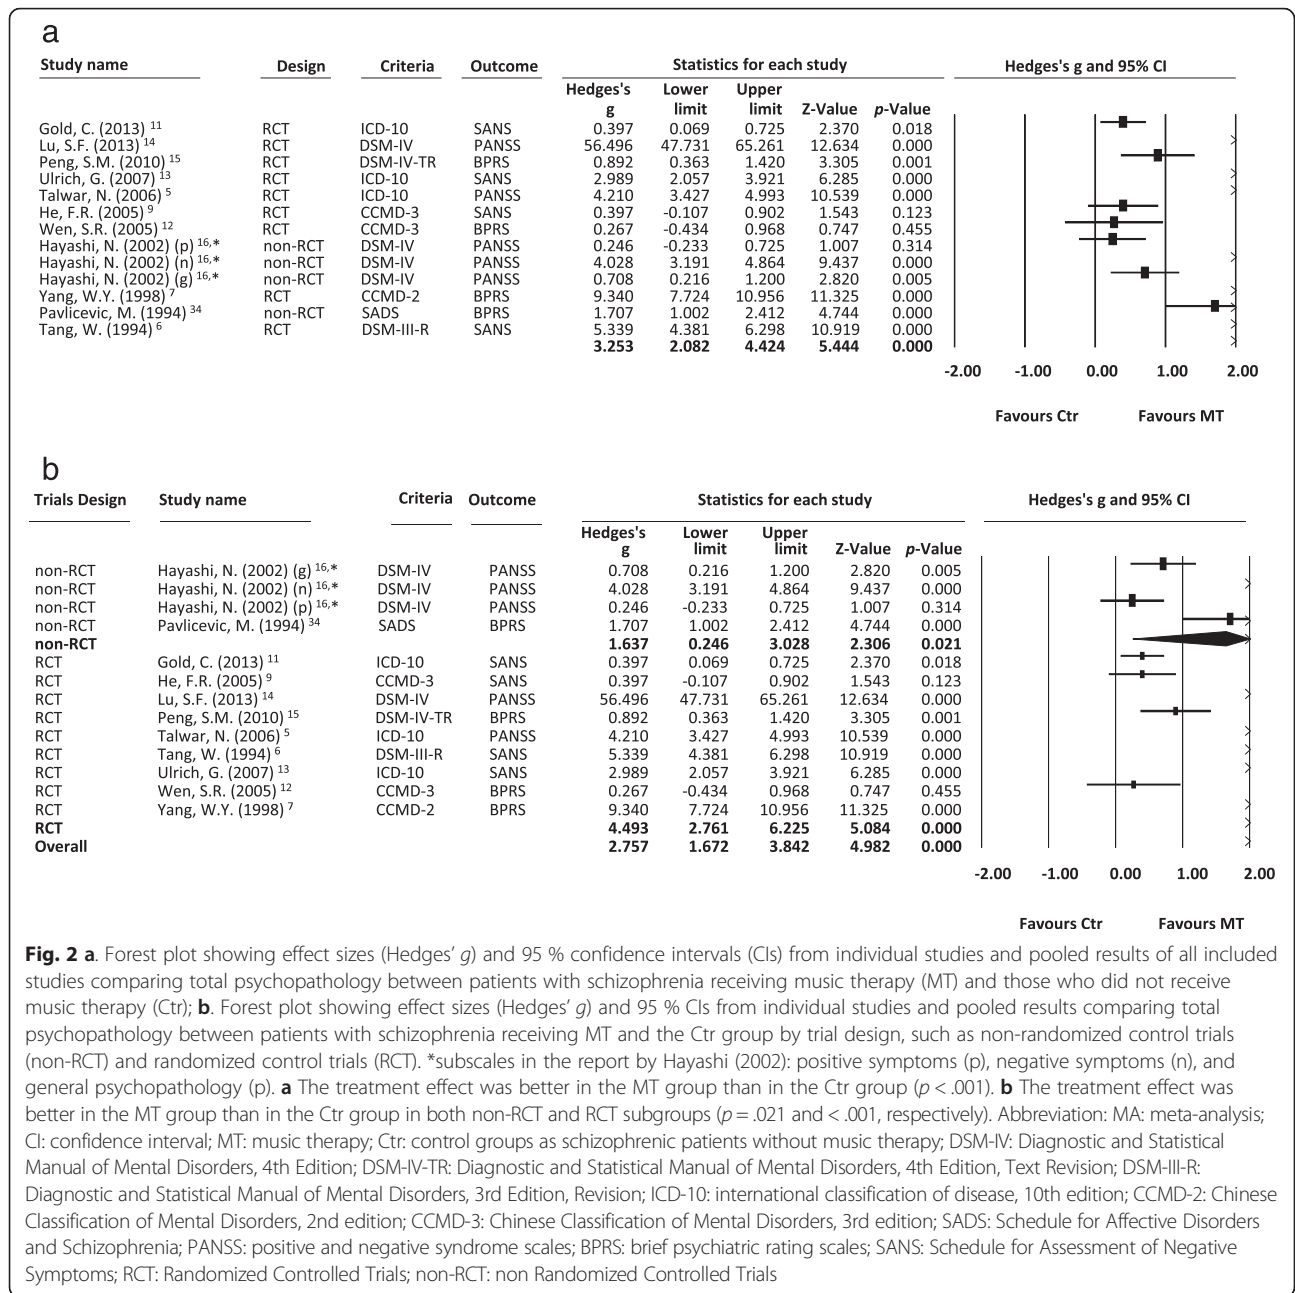 a
Study name Design Criteria Outcome Statistics for each study Hedges's g and 95% CI
Hedges's Lower Upper
g limit limit Z-Value p-Value
Gold, C. (2013) 11 RCT ICD-10 SANS 0.397 0.069 0.725 2.370 0.018
Lu, S.F. (2013) 14 RCT DSM-IV PANSS 56.496 47.731 65.261 12.634 0.000
Peng, S.M. (2010) 15 RCT DSM-IV-TR BPRS 0.892 0.363 1.420 3.305 0.001
Ulrich, G. (2007) 13 RCT ICD-10 SANS 2.989 2.057 3.921 6.285 0.000
Talwar, N. (2006) 5 RCT ICD-10 PANSS 4.210 3.427 4.993 10.539 0.000
He, F.R. (2005) 9 RCT CCMD-3 SANS 0.397 -0.107 0.902 1.543 0.123
Wen, S.R. (2005) 12 RCT CCMD-3 BPRS 0.267 -0.434 0.968 0.747 0.455
Hayashi, N. (2002) (p) 16,* non-RCT DSM-IV PANSS 0.246 -0.233 0.725 1.007 0.314
Hayashi, N. (2002) (n) 16,* non-RCT DSM-IV PANSS 4.028 3.191 4.864 9.437 0.000
Hayashi, N. (2002) (g) 16,* non-RCT DSM-IV PANSS 0.708 0.216 1.200 2.820 0.005
Yang, W.Y. (1998) 7 RCT CCMD-2 BPRS 9.340 7.724 10.956 11.325 0.000
Pavlicevic, M. (1994) 34 non-RCT SADS BPRS 1.707 1.002 2.412 4.744 0.000
Tang, W. (1994) 6 RCT DSM-III-R SANS 5.339 4.381 6.298 10.919 0.000
3.253 2.082 4.424 5.444 0.000
-2.00 -1.00 0.00 1.00 2.00
Favours Ctr Favours MT
b
Trials Design Study name Criteria Outcome Statistics for each study Hedges's g and 95% CI
Hedges's Lower Upper
g limit limit Z-Value p-Value
non-RCT Hayashi, N. (2002) (g) 16,* DSM-IV PANSS 0.708 0.216 1.200 2.820 0.005
non-RCT Hayashi, N. (2002) (n) 16,* DSM-IV PANSS 4.028 3.191 4.864 9.437 0.000
non-RCT Hayashi, N. (2002) (p) 16,* DSM-IV PANSS 0.246 -0.233 0.725 1.007 0.314
non-RCT Pavlicevic, M. (1994) 34 SADS BPRS 1.707 1.002 2.412 4.744 0.000
non-RCT 1.637 0.246 3.028 2.306 0.021
RCT Gold, C. (2013) 11 ICD-10 SANS 0.397 0.069 0.725 2.370 0.018
RCT He, F.R. (2005) 9 CCMD-3 SANS 0.397 -0.107 0.902 1.543 0.123
RCT Lu, S.F. (2013) 14 DSM-IV PANSS 56.496 47.731 65.261 12.634 0.000
RCT Peng, S.M. (2010) 15 DSM-IV-TR BPRS 0.892 0.363 1.420 3.305 0.001
RCT Talwar, N. (2006) 5 ICD-10 PANSS 4.210 3.427 4.993 10.539 0.000
RCT Tang, W. (1994) 6 DSM-III-R SANS 5.339 4.381 6.298 10.919 0.000
RCT Ulrich, G. (2007) 13 ICD-10 SANS 2.989 2.057 3.921 6.285 0.000
RCT Wen, S.R. (2005) 12 CCMD-3 BPRS 0.267 -0.434 0.968 0.747 0.455
RCT Yang, W.Y. (1998) 7 CCMD-2 BPRS 9.340 7.724 10.956 11.325 0.000
RCT 4.493 2.761 6.225 5.084 0.000
Overall 2.757 1.672 3.842 4.982 0.000
-2.00 -1.00 0.00 1.00 2.00
Favours Ctr Favours MT
Fig. 2 a. Forest plot showing effect sizes (Hedges' g) and 95 % confidence intervals (CIs) from individual studies and pooled results of all included
studies comparing total psychopathology between patients with schizophrenia receiving music therapy (MT) and those who did not receive
music therapy (Ctr); b. Forest plot showing effect sizes (Hedges' g) and 95 % CIs from individual studies and pooled results comparing total
psychopathology between patients with schizophrenia receiving MT and the Ctr group by trial design, such as non-randomized control trials
(non-RCT) and randomized control trials (RCT). *subscales in the report by Hayashi (2002): positive symptoms (p), negative symptoms (n), and
general psychopathology (p). a The treatment effect was better in the MT group than in the Ctr group (p < .001). b The treatment effect was
better in the MT group than in the Ctr group in both non-RCT and RCT subgroups (p = .021 and < .001, respectively). Abbreviation: MA: meta-analysis;
CI: confidence interval; MT: music therapy; Ctr: control groups as schizophrenic patients without music therapy; DSM-IV: Diagnostic and Statistical
Manual of Mental Disorders, 4th Edition; DSM-IV-TR: Diagnostic and Statistical Manual of Mental Disorders, 4th Edition, Text Revision; DSM-III-R:
Diagnostic and Statistical Manual of Mental Disorders, 3rd Edition, Revision; ICD-10: international classification of disease, 10th edition; CCMD-2: Chinese
Classification of Mental Disorders, 2nd edition; CCMD-3: Chinese Classification of Mental Disorders, 3rd edition; SADS: Schedule for Affective Disorders
and Schizophrenia; PANSS: positive and negative syndrome scales; BPRS: brief psychiatric rating scales; SANS: Schedule for Assessment of Negative
Symptoms; RCT: Randomized Controlled Trials; non-RCT: non Randomized Controlled Trials